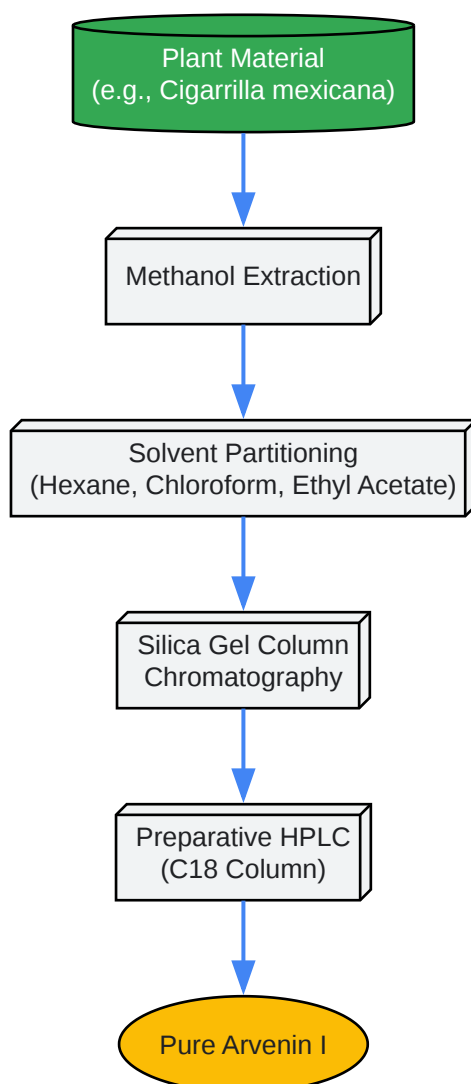 Plant Material
(e.g., Cigarrilla mexicana)
Methanol Extraction
Solvent Partitioning
(Hexane, Chloroform, Ethyl Acetate)
Silica Gel Column
Chromatography
Preparative HPLC
(C18 Column)
Pure Arvenin I